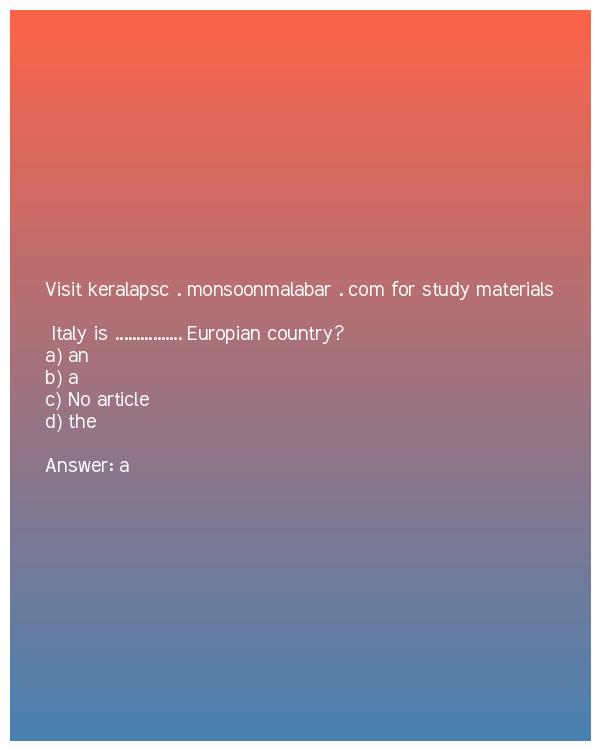 Visit keralapsc . monsoonmalabar . com for study materials
Italy is ................ Europian country?
a) an
b) a
c) No article
d) the
Answer: a